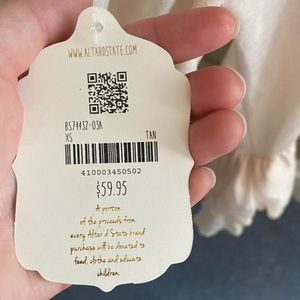 WWW.ALTARDSTATE.COM
BS74432-03A
XS TAN
410003450502
$59.95
A portion
of the proceeds from
every Altar'd State brand
purchase will be donated to
feed, clothe and educate
children.